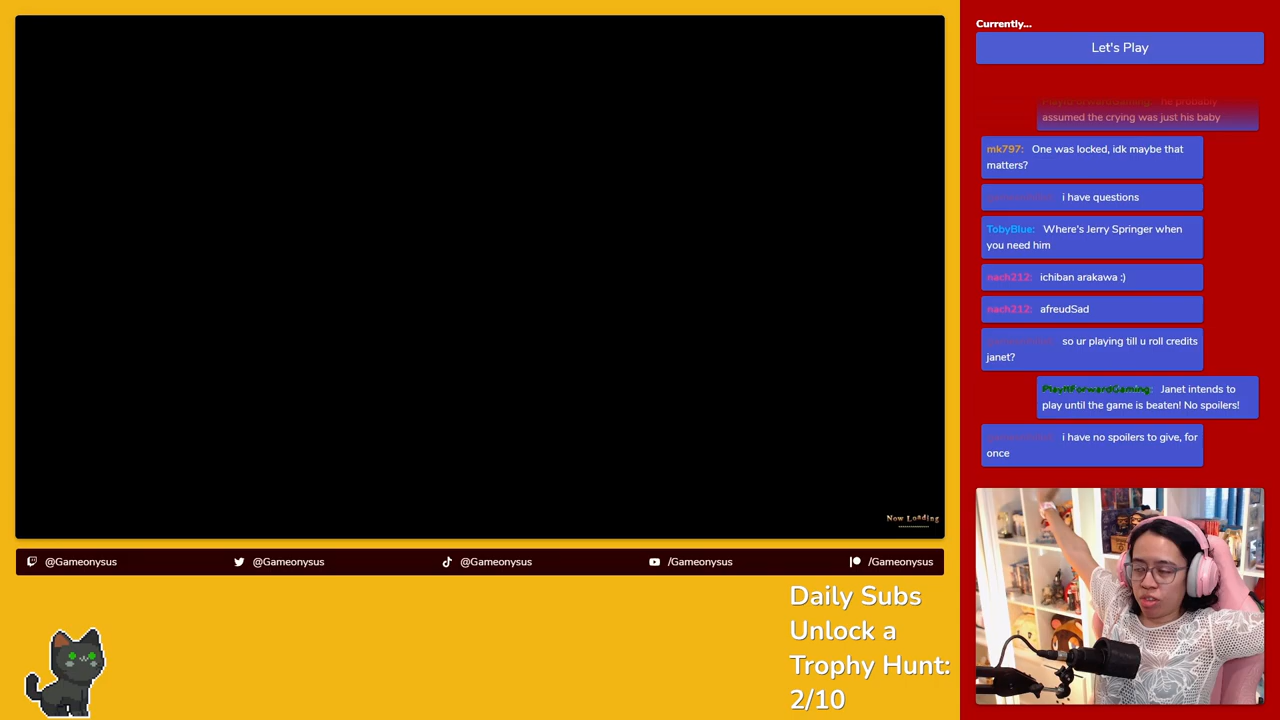 Currently...
Let's Play
assumed the crying was just his baby
mk797: One was locked, idk maybe that
matters?
i have questions
TobyBlue: Where's Jerry Springer when
you need him
nach212: ichiban arakawa :)
nach212: afreudSad
so ur playing till u roll credits
janet?
PlayItForwardGaming: Janet intends to
play until the game is beaten! No spoilers!
i have no spoilers to give, for
once
Now Loading
@Gameonysus
@Gameonysus
@Gameonysus
/Gameonysus
/Gameonysus
Daily Subs
Unlock a
Trophy Hunt:
2/10